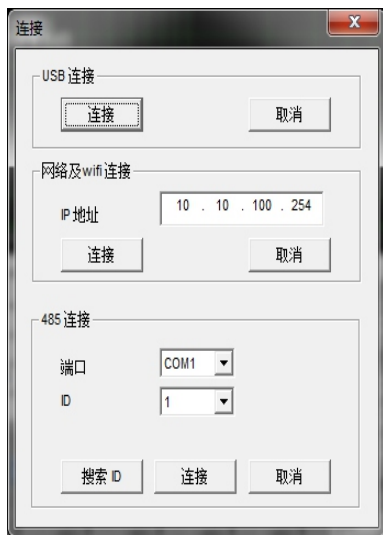 连接
USB 连接
连接 取消
网络及wifi连接
IP 地址 10 . 10 . 100 . 254
连接 取消
485 连接
端口 COM1
ID 1
搜索 ID 连接 取消